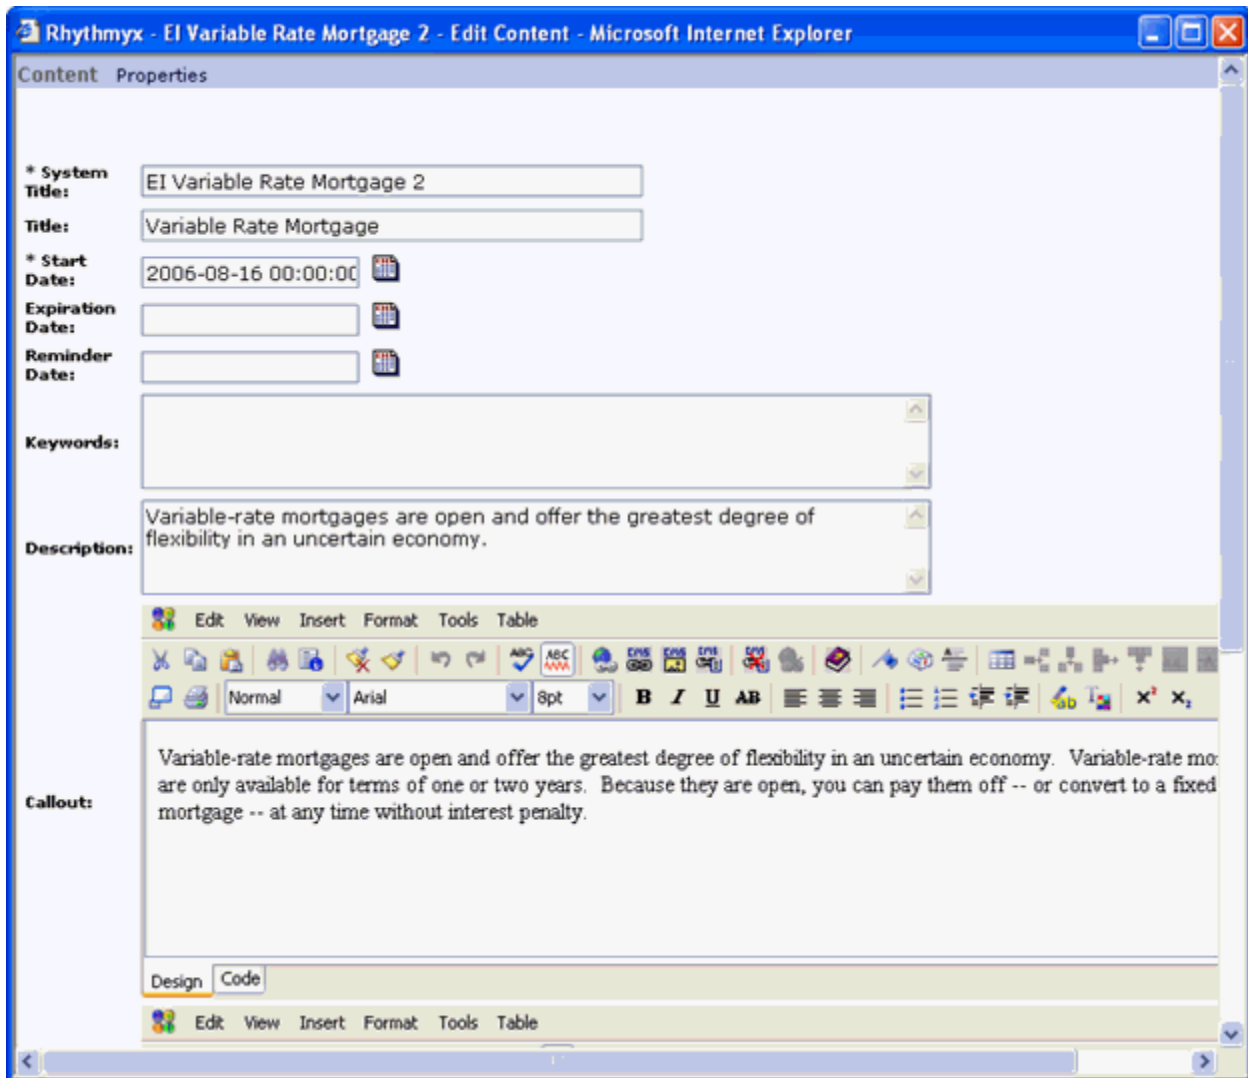 Rhythmyx - EI Variable Rate Mortgage 2 - Edit Content - Microsoft Internet Explorer
Content Properties
* System
Title:
EI Variable Rate Mortgage 2
Title:
Variable Rate Mortgage
* Start
Date:
2006-08-16 00:00:00
Expiration
Date:
Reminder
Date:
Keywords:
Description:
Variable-rate mortgages are open and offer the greatest degree of
flexibility in an uncertain economy.
Edit View Insert Format Tools Table
ABC ABC
Normal Arial 8pt B I U AB X² X₂
Callout:
Variable-rate mortgages are open and offer the greatest degree of flexibility in an uncertain economy. Variable-rate mo
are only available for terms of one or two years. Because they are open, you can pay them off -- or convert to a fixed
mortgage -- at any time without interest penalty.
Design Code
Edit View Insert Format Tools Table